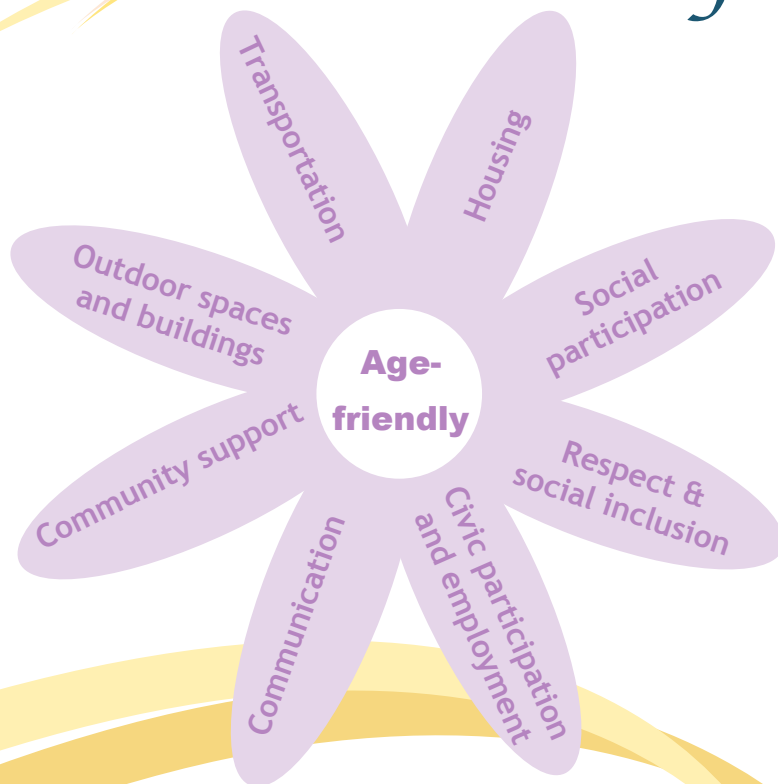 Transportation
Housing
Outdoor spaces
and buildings
Social
participation
Age-
friendly
Community support
Respect &
social inclusion
Communication
Civic participation
and employment